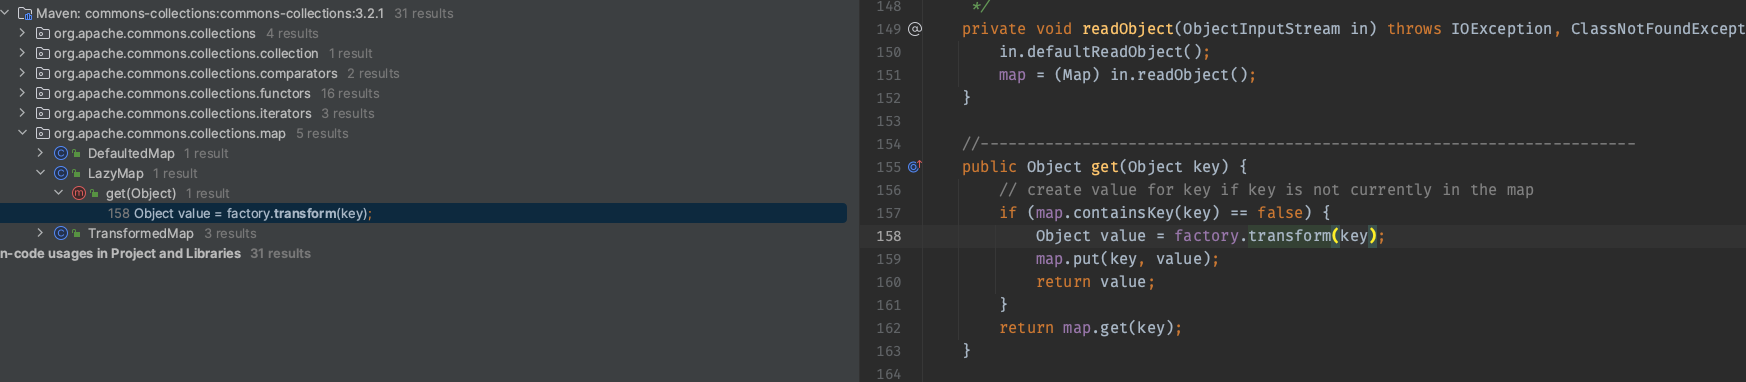 Maven: commons-collections:commons-collections:3.2.1 31 results
org.apache.commons.collections 4 results
org.apache.commons.collections.collection 1 result
org.apache.commons.collections.comparators 2 results
org.apache.commons.collections.functors 16 results
org.apache.commons.collections.iterators 3 results
org.apache.commons.collections.map 5 results
DefaultedMap 1 result
LazyMap 1 result
get(Object) 1 result
158 Object value = factory.transform(key);
TransformedMap 3 results
n-code usages in Project and Libraries 31 results
148 */
149 @ private void readObject(ObjectInputStream in) throws IOException, ClassNotFoundExcept
150 in.defaultReadObject();
151 map = (Map) in.readObject();
152 }
153
154 //-----------------------------------------------------------------------
155 public Object get(Object key) {
156 // create value for key if key is not currently in the map
157 if (map.containsKey(key) == false) {
158 Object value = factory.transform(key);
159 map.put(key, value);
160 return value;
161 }
162 return map.get(key);
163 }
164